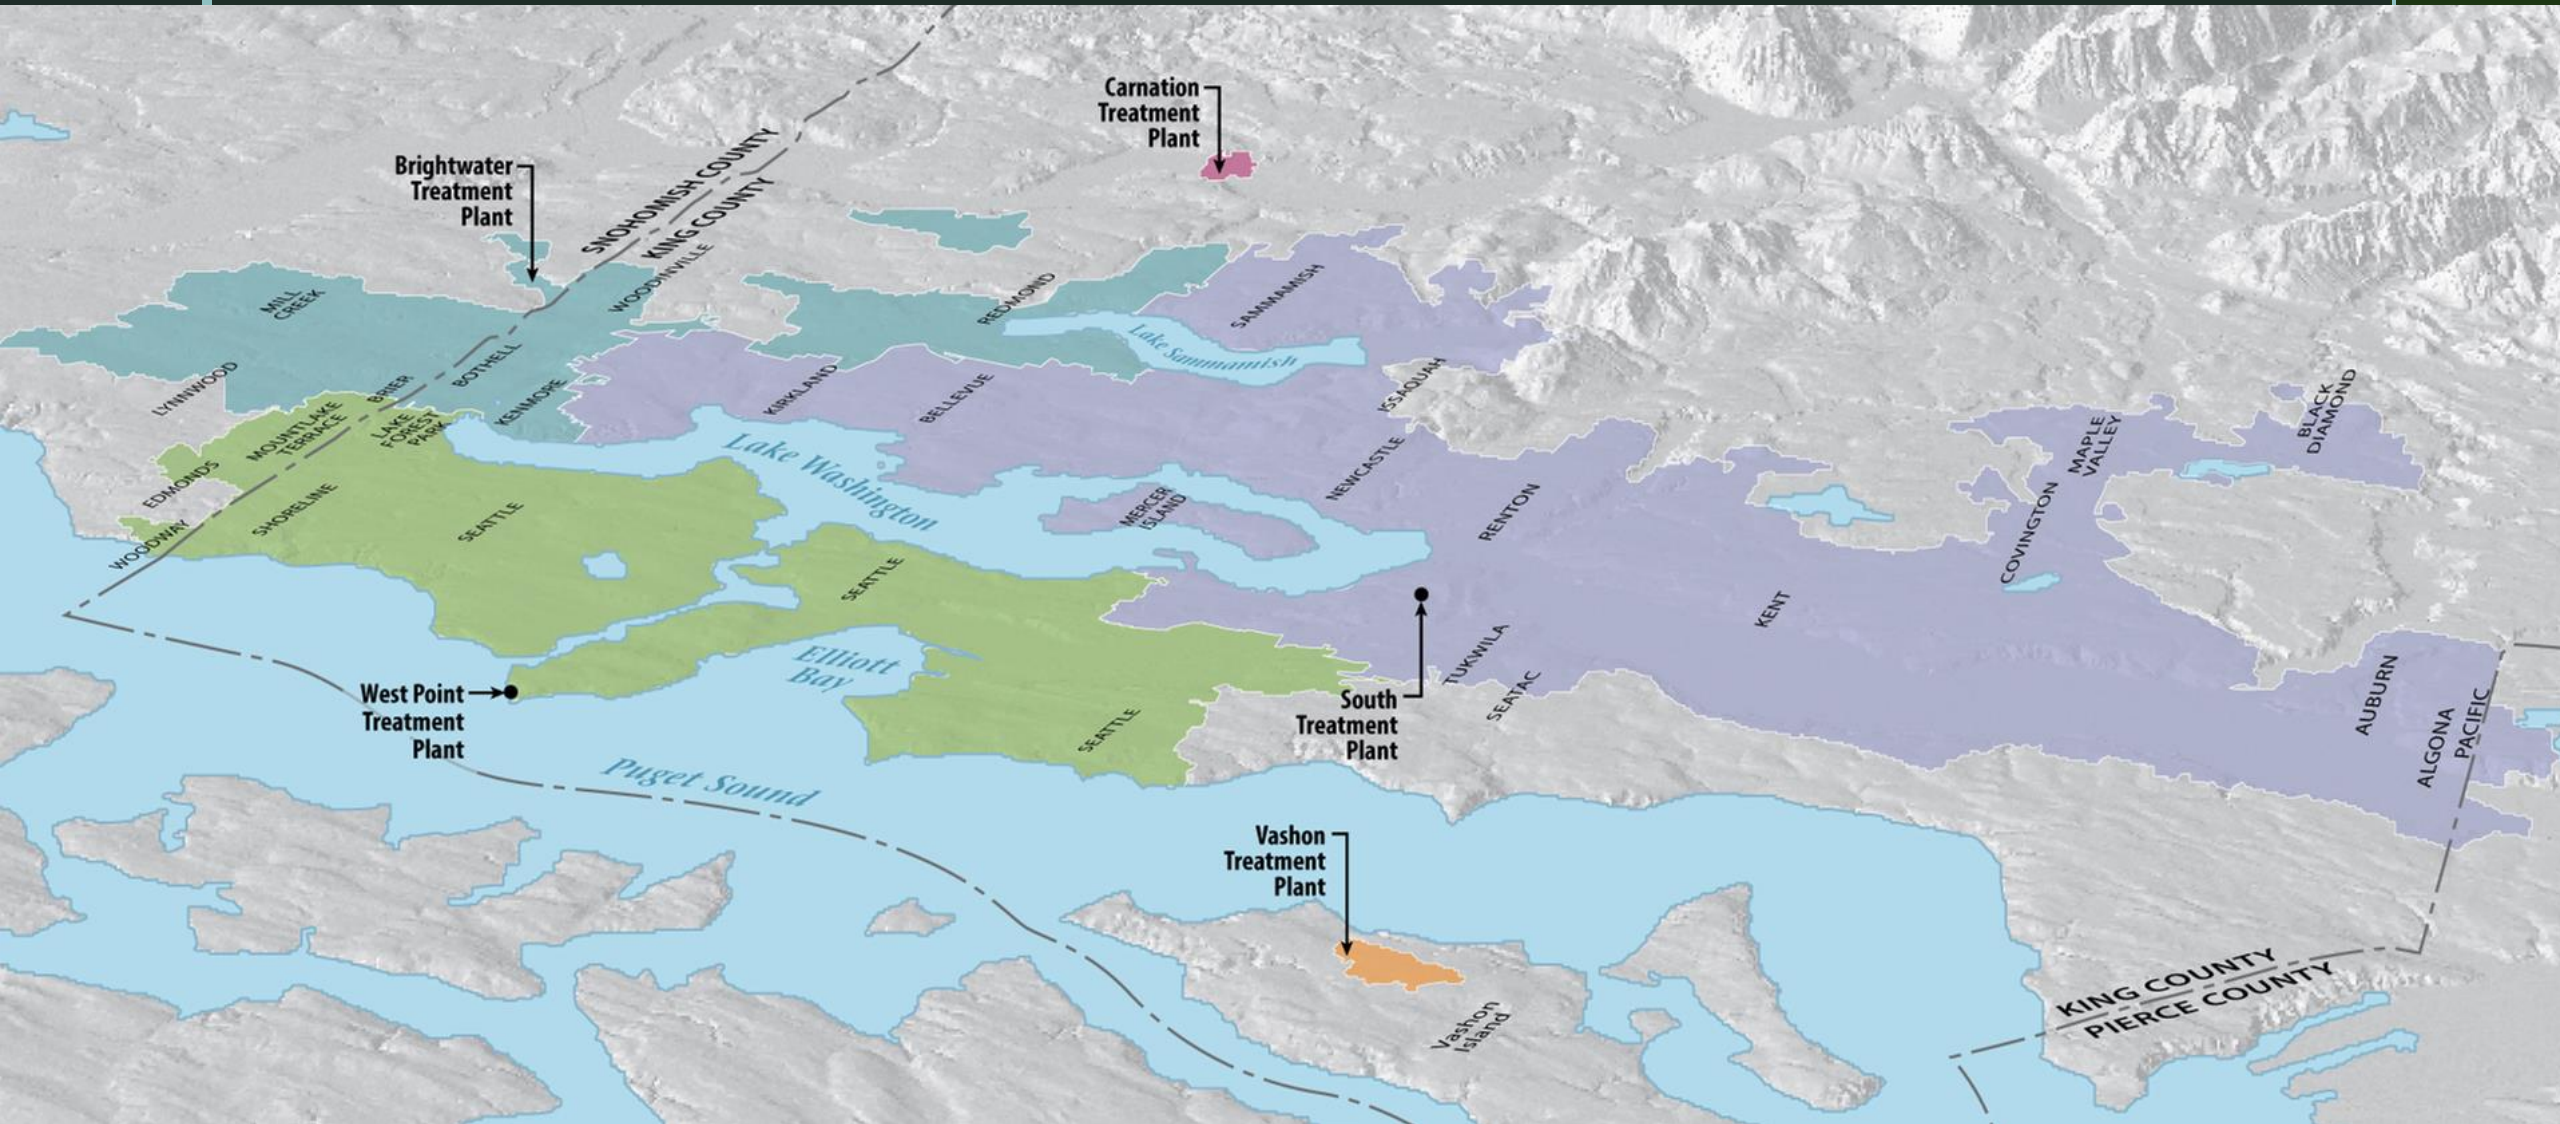 Carnation
Treatment
Plant
Brightwater
Treatment
Plant
SNOHOMISH COUNTY
KING COUNTY
WOODINVILLE
MILL
CREEK
REDMOND
SAMMAMISH
Lake Sammamish
LYNNWOOD
BRIER
BOTHELL
KENMORE
KIRKLAND
BELLEVUE
ISSAQUAH
BLACK
DIAMOND
MOUNTLAKE
TERRACE
LAKE
FOREST
PARK
Lake Washington
NEWCASTLE
MAPLE
VALLEY
EDMONDS
SHORELINE
SEATTLE
MERCER
ISLAND
RENTON
COVINGTON
WOODWAY
SEATTLE
KENT
Elliott
Bay
TUKWILA
SEATAC
West Point
Treatment
Plant
South
Treatment
Plant
SEATTLE
AUBURN
ALGONA
PACIFIC
Puget Sound
Vashon
Treatment
Plant
Vashon
Island
KING COUNTY
PIERCE COUNTY